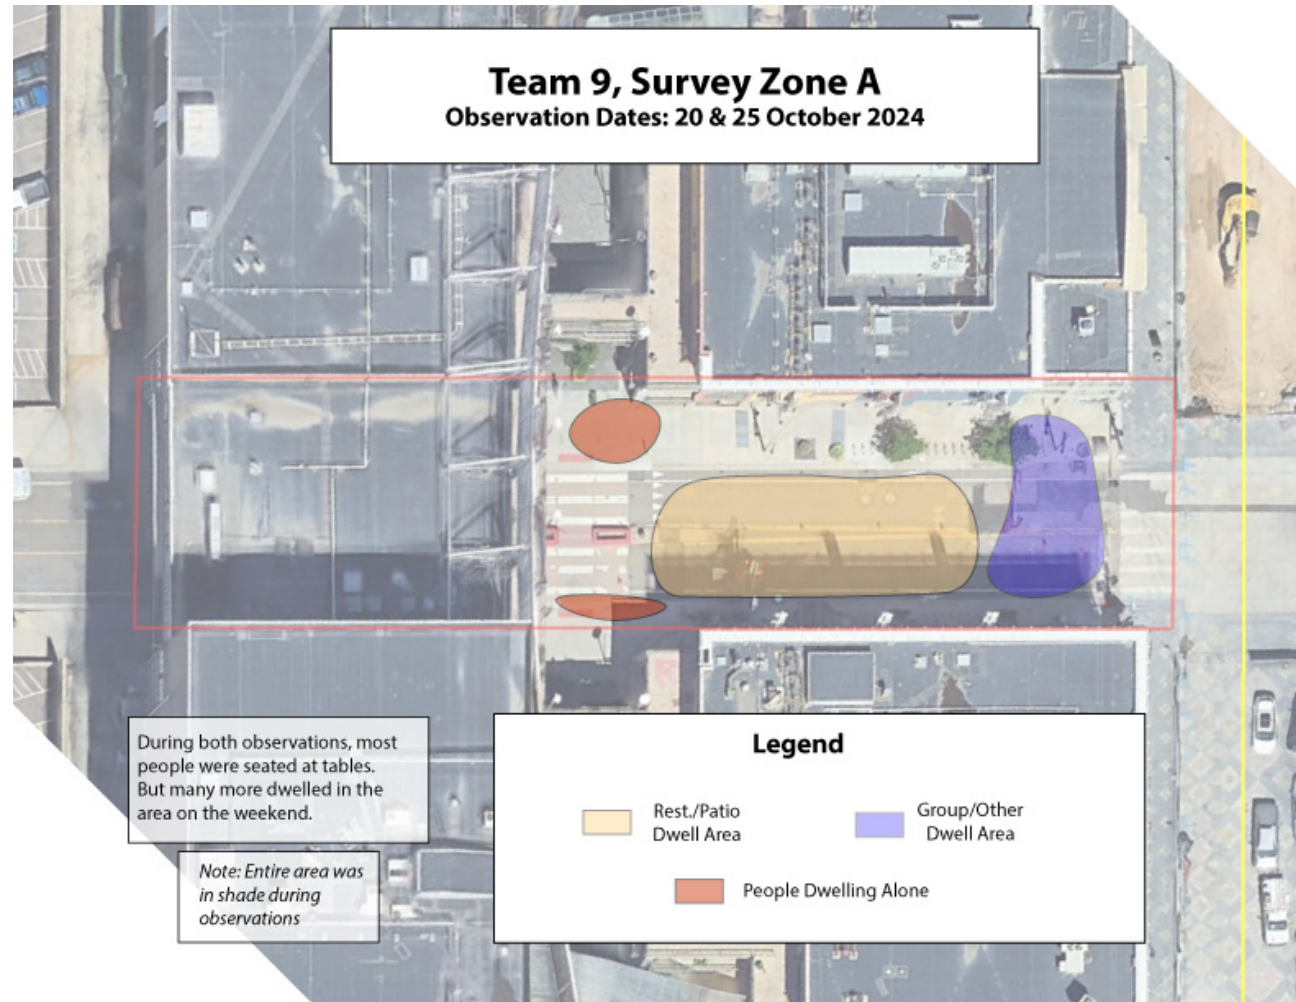 Team 9, Survey Zone A
Observation Dates: 20 & 25 October 2024
During both observations, most
people were seated at tables.
But many more dwelled in the
area on the weekend.
Note: Entire area was
in shade during
observations
Legend
Rest./Patio
Dwell Area
Group/Other
Dwell Area
People Dwelling Alone